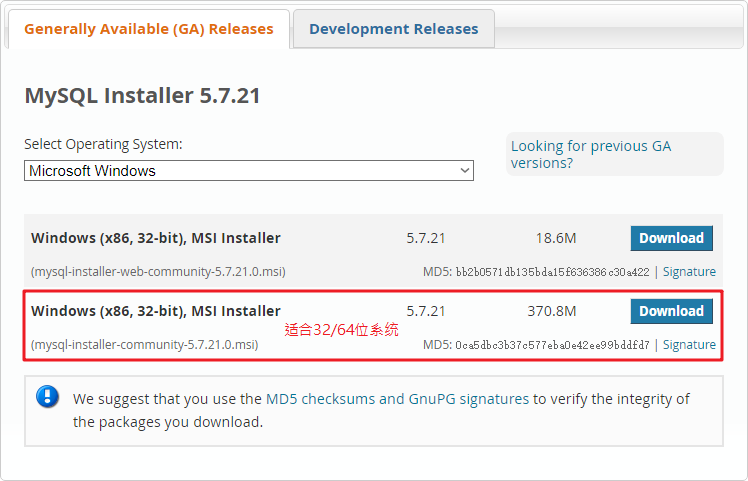 Generally Available (GA) Releases
Development Releases
MySQL Installer 5.7.21
Select Operating System:
Looking for previous GA
versions?
Microsoft Windows
Windows (x86, 32-bit), MSI Installer 5.7.21 18.6M Download
(mysql-installer-web-community-5.7.21.0.msi) MD5: bb2b0571db135bda15f636386c30a422 | Signature
Windows (x86, 32-bit), MSI Installer 5.7.21 370.8M Download
适合32/64位系统
(mysql-installer-community-5.7.21.0.msi) MD5: 0ca5dbc3b37c577eba0e42ee99bddfd7 | Signature
We suggest that you use the MD5 checksums and GnuPG signatures to verify the integrity of
the packages you download.